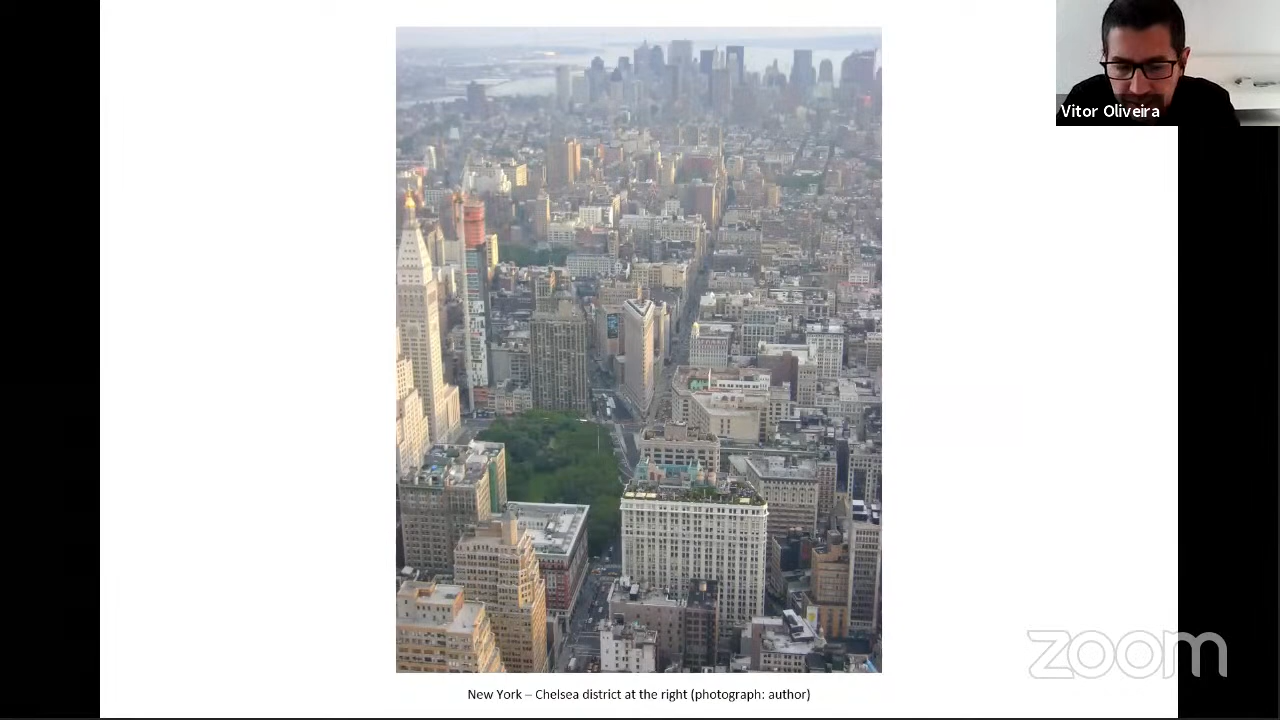 Vitor Oliveira
zoom
New York – Chelsea district at the right (photograph: author)